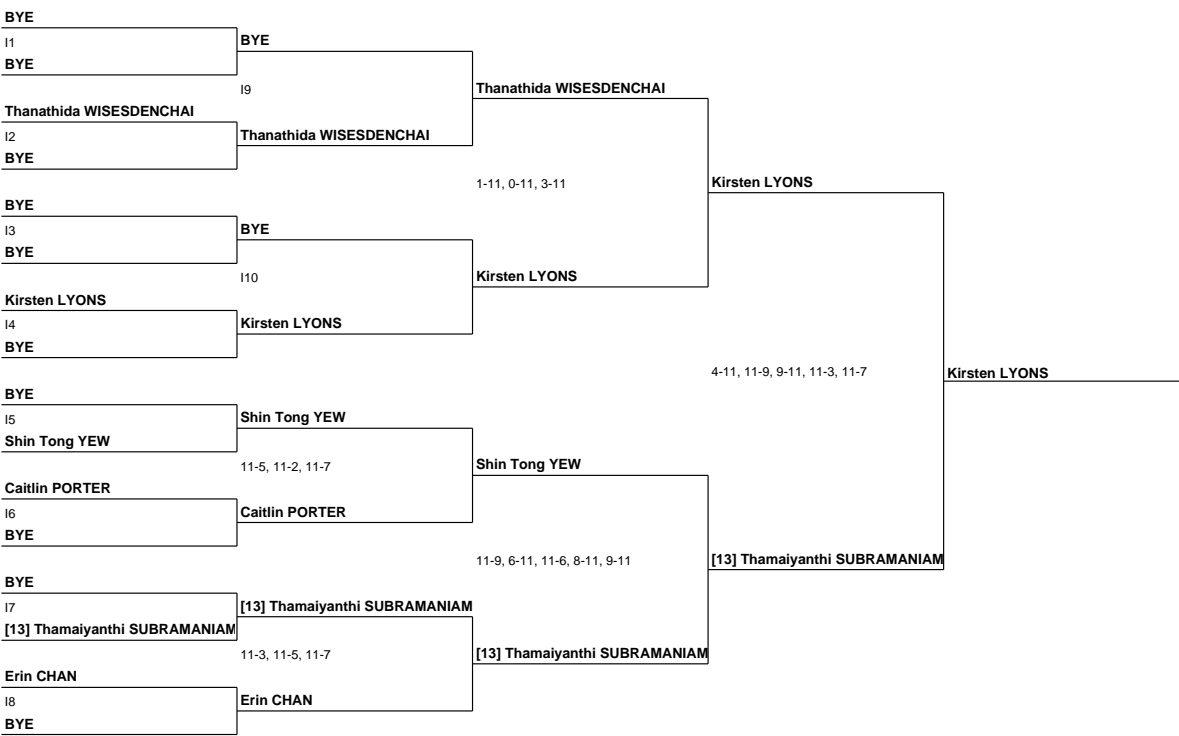 BYE
I1
BYE
BYE
I9
Thanathida WISESDENCHAI
Thanathida WISESDENCHAI
I2
Thanathida WISESDENCHAI
BYE
1-11, 0-11, 3-11
Kirsten LYONS
BYE
I3
BYE
BYE
I10
Kirsten LYONS
Kirsten LYONS
I4
Kirsten LYONS
BYE
4-11, 11-9, 9-11, 11-3, 11-7
Kirsten LYONS
BYE
I5
Shin Tong YEW
Shin Tong YEW
11-5, 11-2, 11-7
Shin Tong YEW
Caitlin PORTER
I6
Caitlin PORTER
BYE
11-9, 6-11, 11-6, 8-11, 9-11
[13] Thamaiyanthi SUBRAMANIAM
BYE
I7
[13] Thamaiyanthi SUBRAMANIAM
[13] Thamaiyanthi SUBRAMANIAM
11-3, 11-5, 11-7
[13] Thamaiyanthi SUBRAMANIAM
Erin CHAN
I8
Erin CHAN
BYE